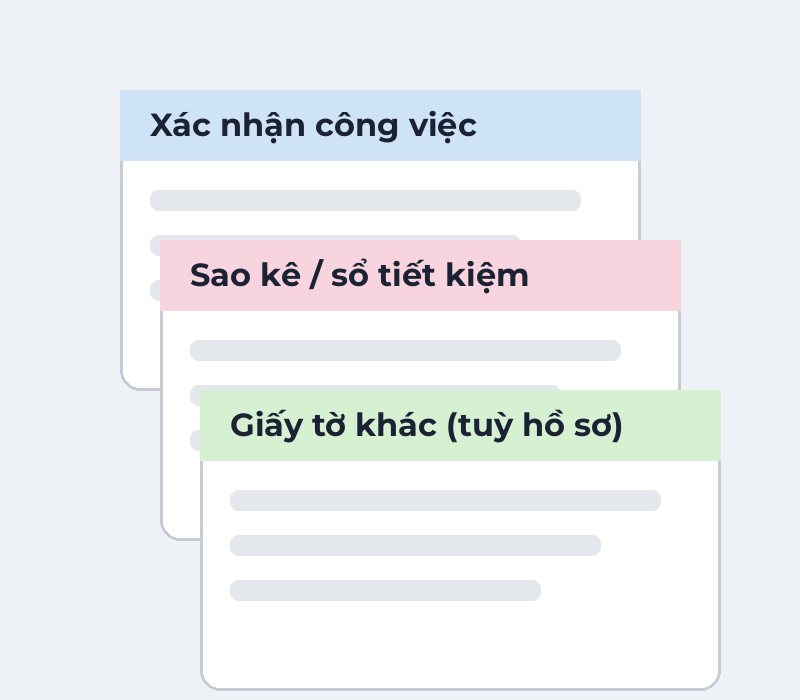 Xác nhận công việc
Sao kê / sổ tiết kiệm
Giấy tờ khác (tuỳ hồ sơ)